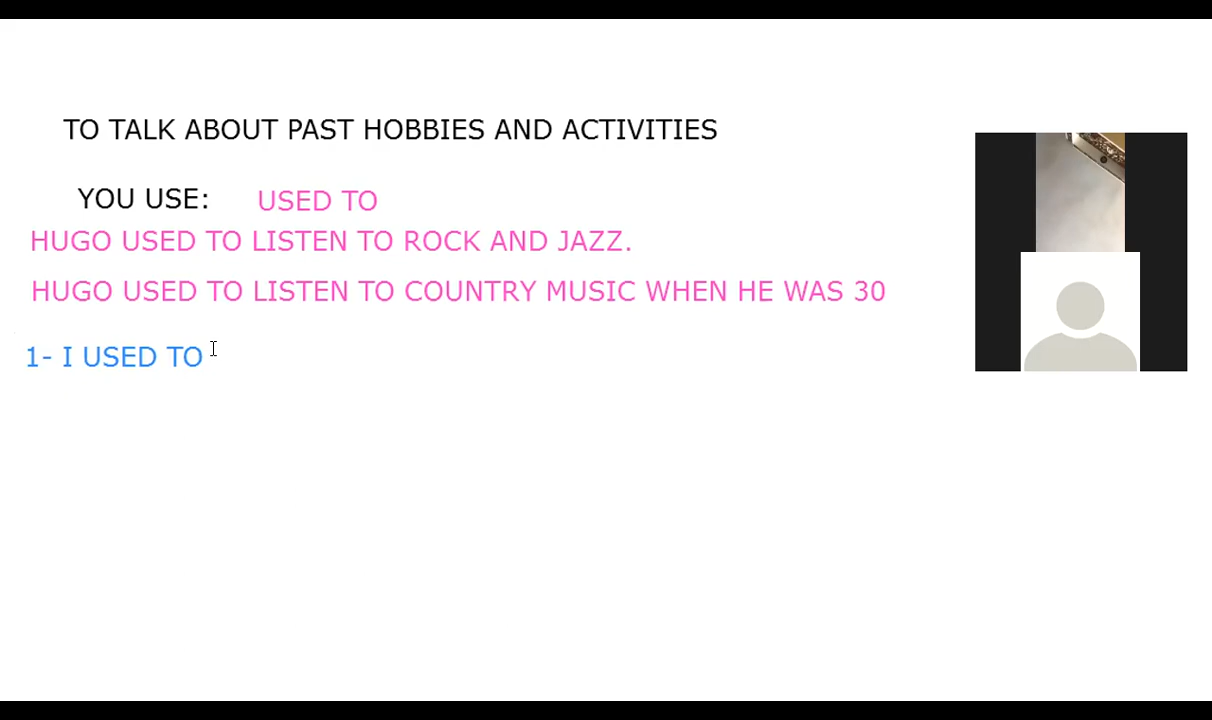 TO TALK ABOUT PAST HOBBIES AND ACTIVITIES
YOU USE: USED TO
HUGO USED TO LISTEN TO ROCK AND JAZZ.
HUGO USED TO LISTEN TO COUNTRY MUSIC WHEN HE WAS 30
1- I USED TO